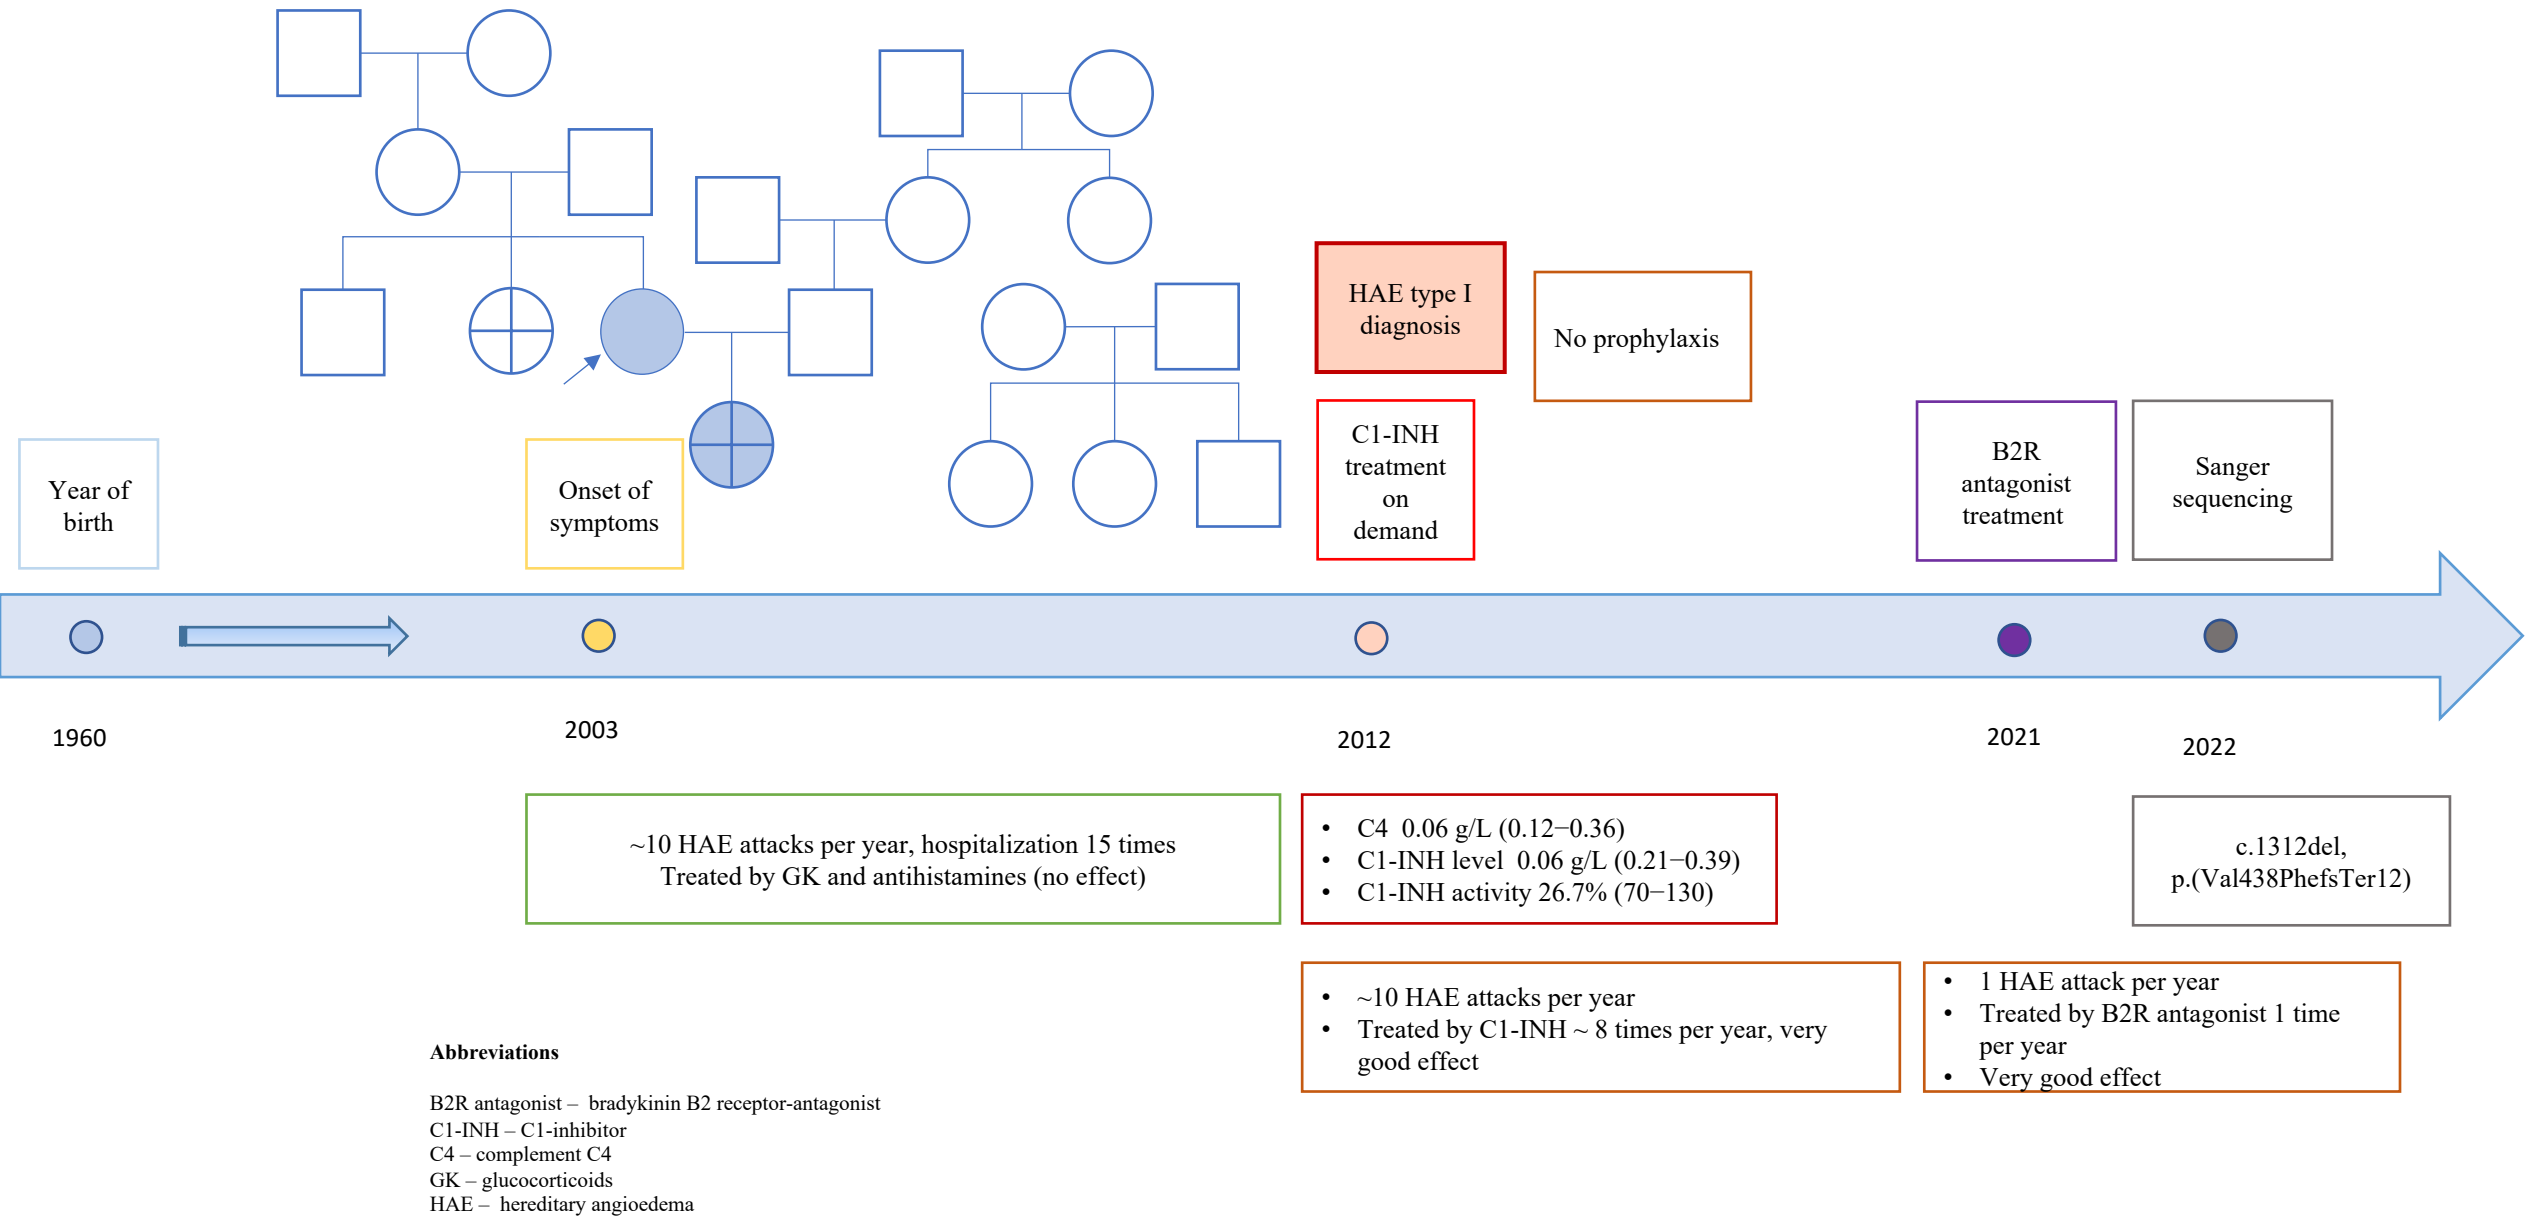 HAE type I
diagnosis
No prophylaxis
Year of
birth
Onset of
symptoms
C1-INH
treatment
on
demand
B2R
antagonist
treatment
Sanger
sequencing
1960
2003
2012
2021
2022
~10 HAE attacks per year, hospitalization 15 times
Treated by GK and antihistamines (no effect)
• C4  0.06 g/L (0.12−0.36)
• C1-INH level  0.06 g/L (0.21−0.39)
• C1-INH activity 26.7% (70−130)
c.1312del,
p.(Val438PhefsTer12)
• ~10 HAE attacks per year
• Treated by C1-INH ~ 8 times per year, very
good effect
• 1 HAE attack per year
• Treated by B2R antagonist 1 time
per year
• Very good effect
Abbreviations
B2R antagonist –  bradykinin B2 receptor-antagonist
C1-INH – C1-inhibitor
C4 – complement C4
GK – glucocorticoids
HAE –  hereditary angioedema